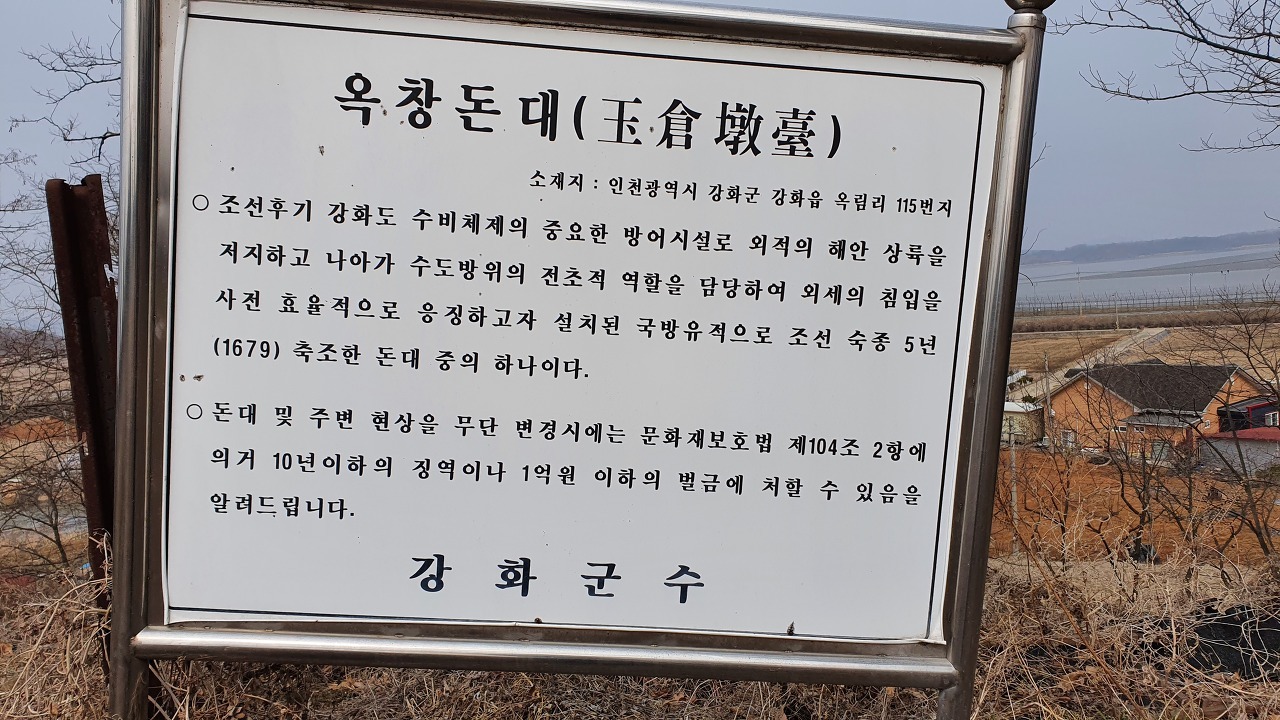 옥창돈대(玉倉墩臺)
소재지 : 인천광역시 강화군 강화읍 옥림리 115번지
○ 조선후기 강화도 수비체제의 중요한 방어시설로 외적의 해안 상륙을
저지하고 나아가 수도방위의 전초적 역할을 담당하여 외세의 침입을
사전 효율적으로 응징하고자 설치된 국방유적으로 조선 숙종 5년
(1679) 축조한 돈대 중의 하나이다.
○ 돈대 및 주변 현상을 무단 변경시에는 문화재보호법 제104조 2항에
의거 10년이하의 징역이나 1억원 이하의 벌금에 처할 수 있음을
알려드립니다.
강화군수